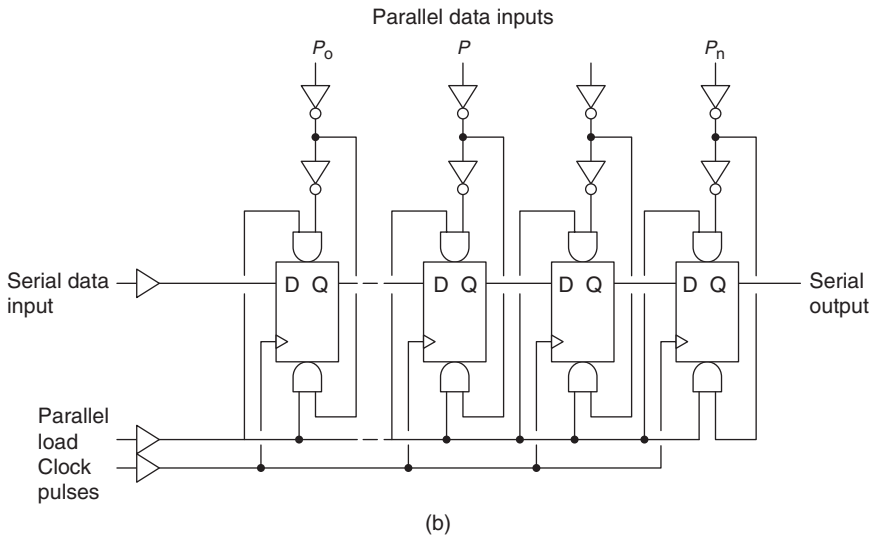 Parallel data inputs
Pₒ P Pₙ
Serial data
input
D Q D Q D Q D Q
Serial
output
Parallel
load
Clock
pulses
(b)